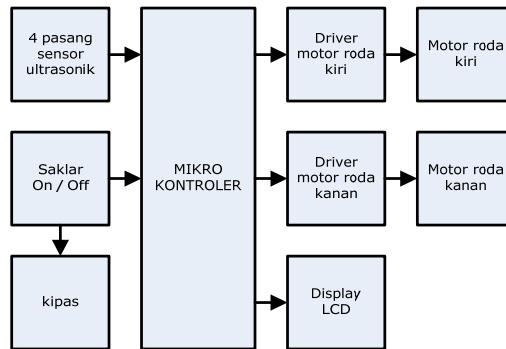 4 pasang
sensor
ultrasonik
Saklar
On / Off
kipas
MIKRO
KONTROLER
Driver
motor roda
kiri
Motor roda
kiri
Driver
motor roda
kanan
Motor roda
kanan
Display
LCD